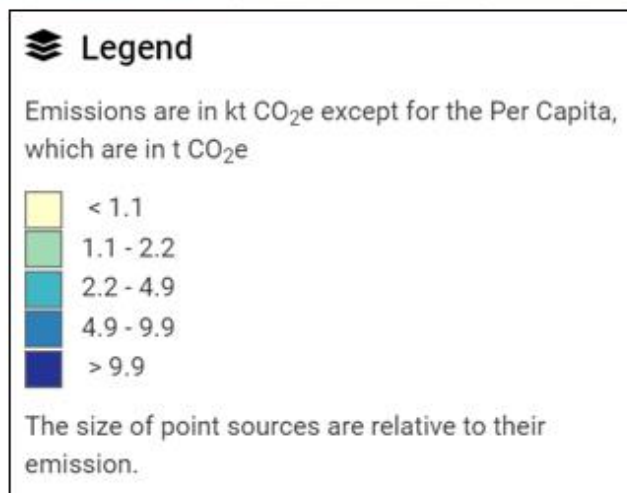 Legend
Emissions are in kt CO₂e except for the Per Capita,
which are in t CO₂e
< 1.1
1.1 - 2.2
2.2 - 4.9
4.9 - 9.9
> 9.9
The size of point sources are relative to their
emission.